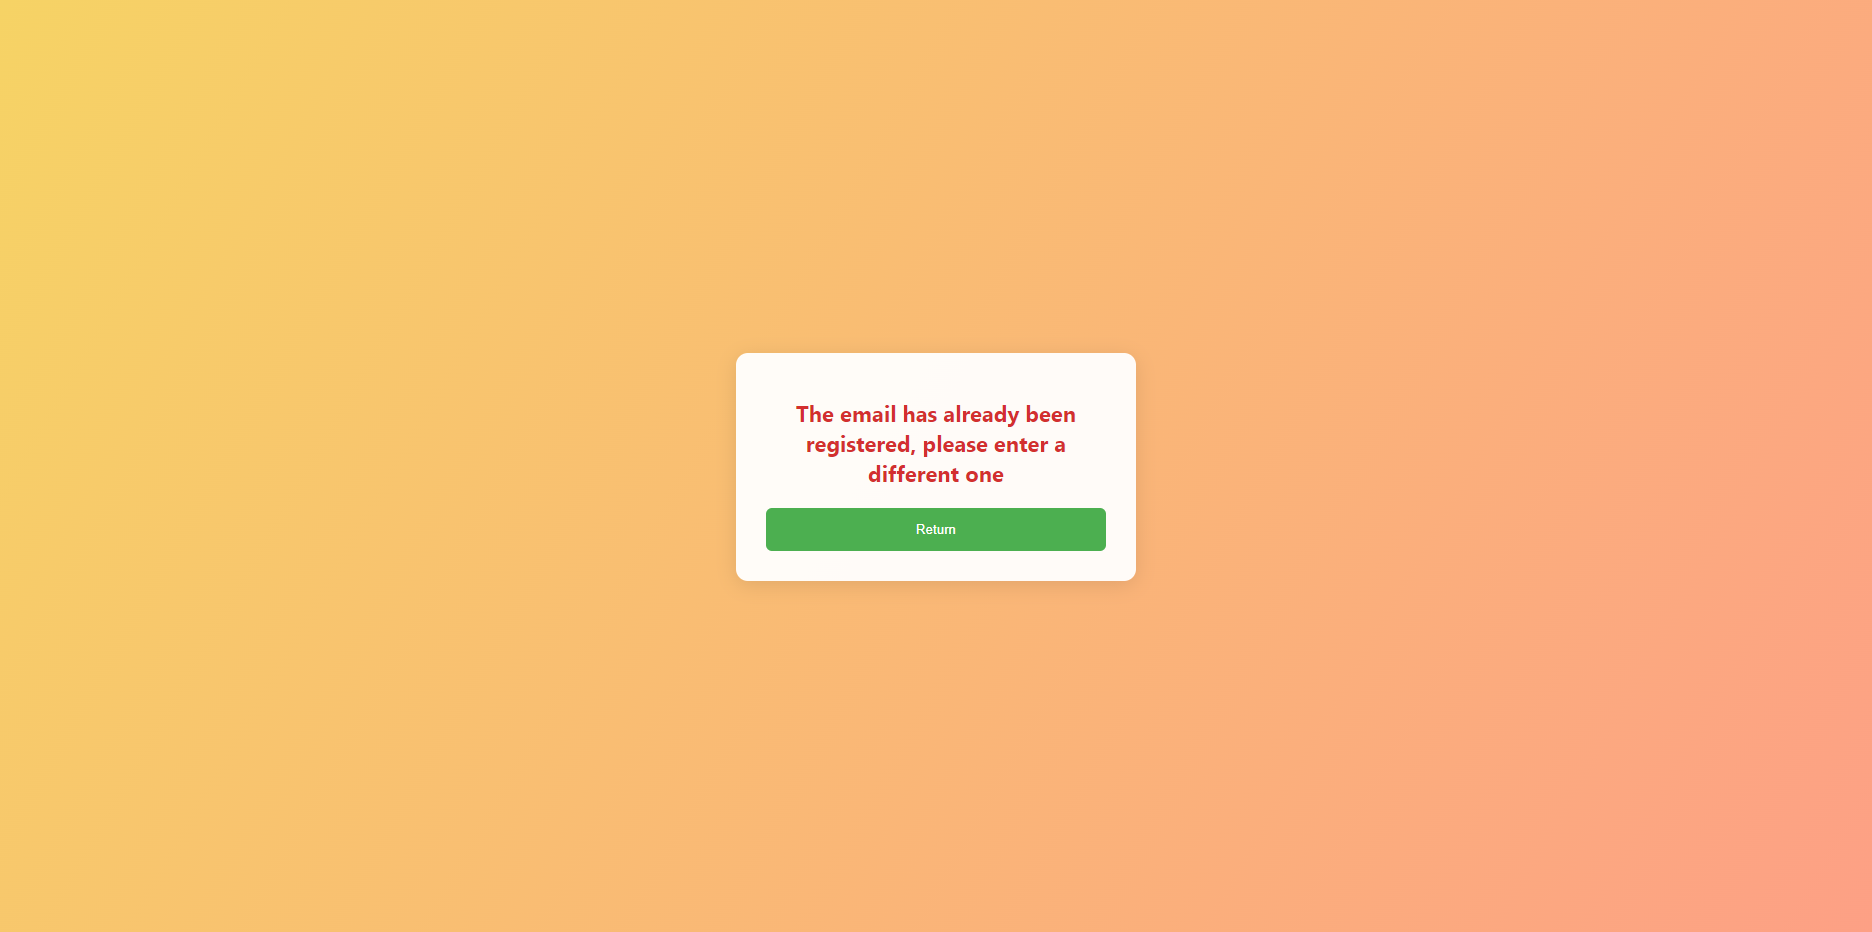 The email has already been
registered, please enter a
different one
Return